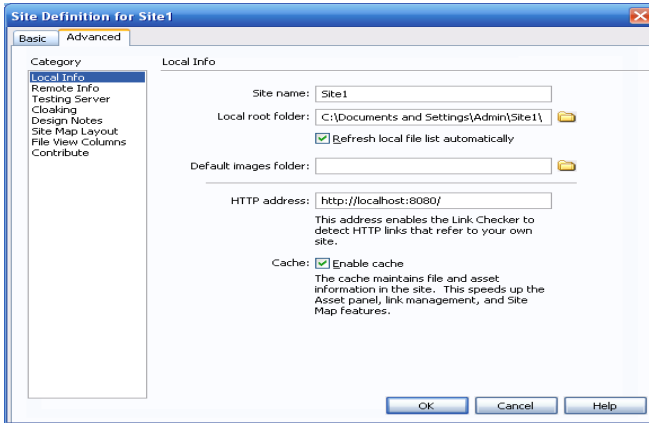 Site Definition for Site1
Basic
Advanced
Category
Local Info
Remote Info
Testing Server
Cloaking
Design Notes
Site Map Layout
File View Columns
Contribute
Local Info
Site name: Site1
Local root folder: C:\Documents and Settings\Admin\Site1\
Refresh local file list automatically
Default images folder:
HTTP address: http://localhost:8080/
This address enables the Link Checker to
detect HTTP links that refer to your own
site.
Cache: Enable cache
The cache maintains file and asset
information in the site. This speeds up the
Asset panel, link management, and Site
Map features.
OK
Cancel
Help